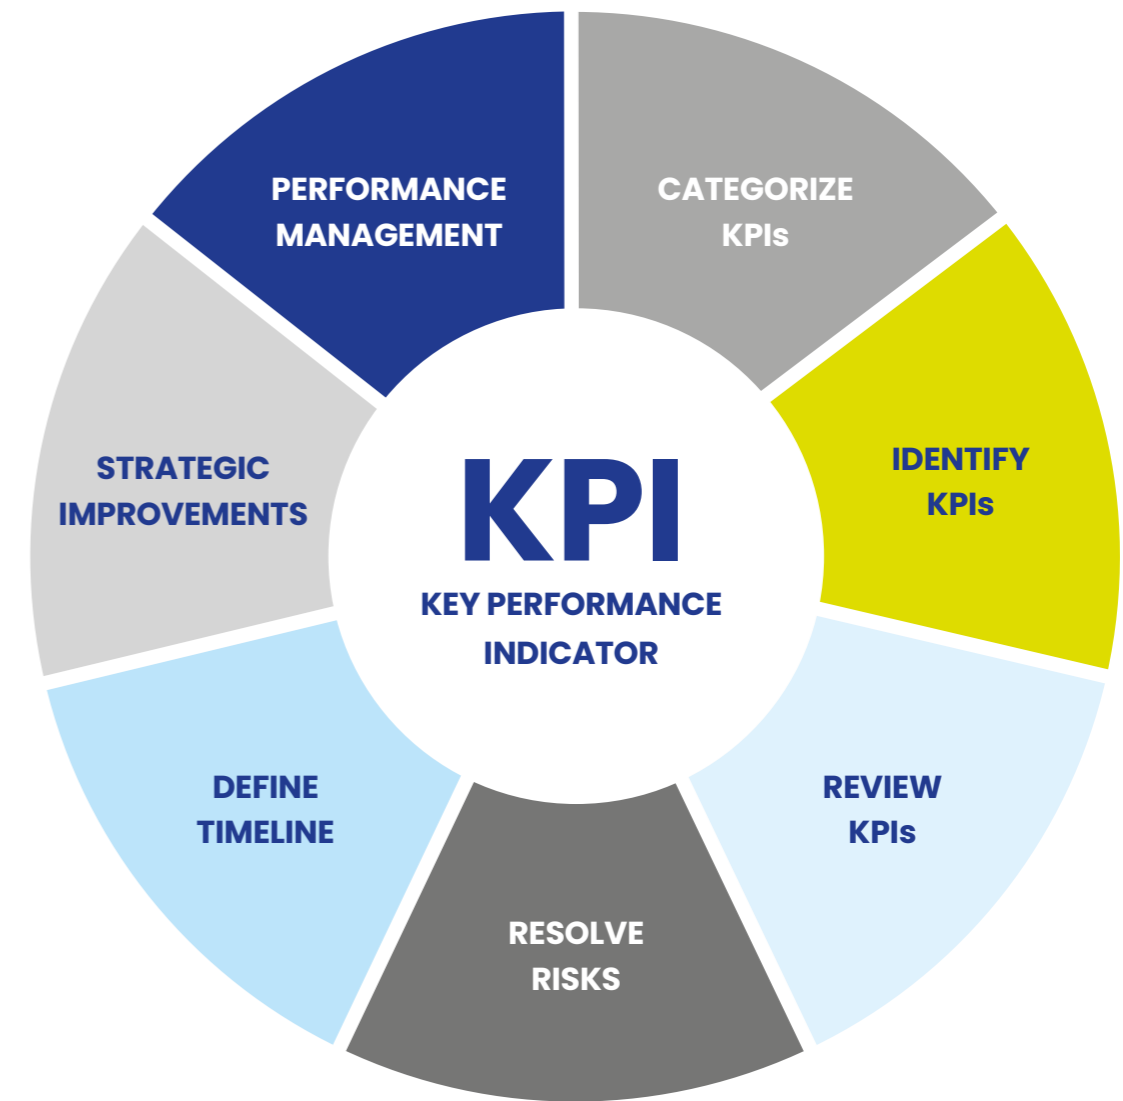 PERFORMANCE
MANAGEMENT
CATEGORIZE
KPIs
IDENTIFY
KPIs
REVIEW
KPIs
RESOLVE
RISKS
DEFINE
TIMELINE
STRATEGIC
IMPROVEMENTS
KPI
KEY PERFORMANCE
INDICATOR